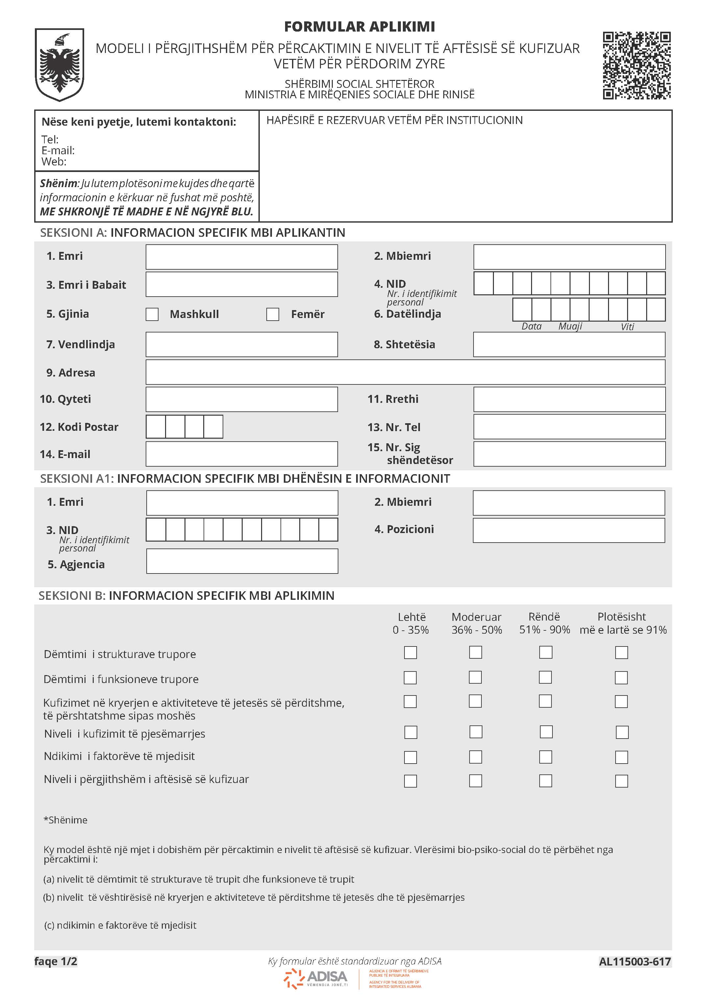 FORMULAR APLIKIMI
MODELI I PËRGJITHSHËM PËR PËRCAKTIMIN E NIVELIT TË AFTËSISË SË KUFIZUAR
VETËM PËR PËRDORIM ZYRE
SHËRBIMI SOCIAL SHTETËROR
MINISTRIA E MIRËQENIES SOCIALE DHE RINISË
Nëse keni pyetje, lutemi kontaktoni:
Tel:
E-mail:
Web:
HAPËSIRË E REZERVUAR VETËM PËR INSTITUCIONIN
Shënim: Ju lutem plotësoni me kujdes dhe qartë
informacionin e kërkuar në fushat më poshtë,
ME SHKRONJË TË MADHE E NË NGJYRË BLU.
SEKSIONI A: INFORMACION SPECIFIK MBI APLIKANTIN
1. Emri
2. Mbiemri
3. Emri i Babait
4. NID
Nr. i identifikimit
personal
5. Gjinia Mashkull Femër
6. Datëlindja
Data Muaji Viti
7. Vendlindja
8. Shtetësia
9. Adresa
10. Qyteti
11. Rrethi
12. Kodi Postar
13. Nr. Tel
14. E-mail
15. Nr. Sig
shëndetësor
SEKSIONI A1: INFORMACION SPECIFIK MBI DHËNËSIN E INFORMACIONIT
1. Emri
2. Mbiemri
3. NID
Nr. i identifikimit
personal
4. Pozicioni
5. Agjencia
SEKSIONI B: INFORMACION SPECIFIK MBI APLIKIMIN
Lehtë Moderuar Rëndë Plotësisht
0 - 35% 36% - 50% 51% - 90% më e lartë se 91%
Dëmtimi i strukturave trupore
Dëmtimi i funksioneve trupore
Kufizimet në kryerjen e aktiviteteve të jetesës së përditshme,
të përshtatshme sipas moshës
Niveli i kufizimit të pjesëmarrjes
Ndikimi i faktorëve të mjedisit
Niveli i përgjithshëm i aftësisë së kufizuar
*Shënime
Ky model është një mjet i dobishëm për përcaktimin e nivelit të aftësisë së kufizuar. Vlerësimi bio-psiko-social do të përbëhet nga
përcaktimi i:
(a) nivelit të dëmtimit të strukturave të trupit dhe funksioneve të trupit
(b) nivelit të vështirësisë në kryerjen e aktiviteteve të përditshme të jetesës dhe të pjesëmarrjes
(c) ndikimin e faktorëve të mjedisit
faqe 1/2
Ky formular është standardizuar nga ADISA
AL115003-617
ADISA
VËMENDJA JONË, TI
AGJENCIA E OFRIMIT TË SHËRBIMEVE
PUBLIKE TË INTEGRUARA
AGENCY FOR THE DELIVERY OF
INTEGRATED SERVICES ALBANIA